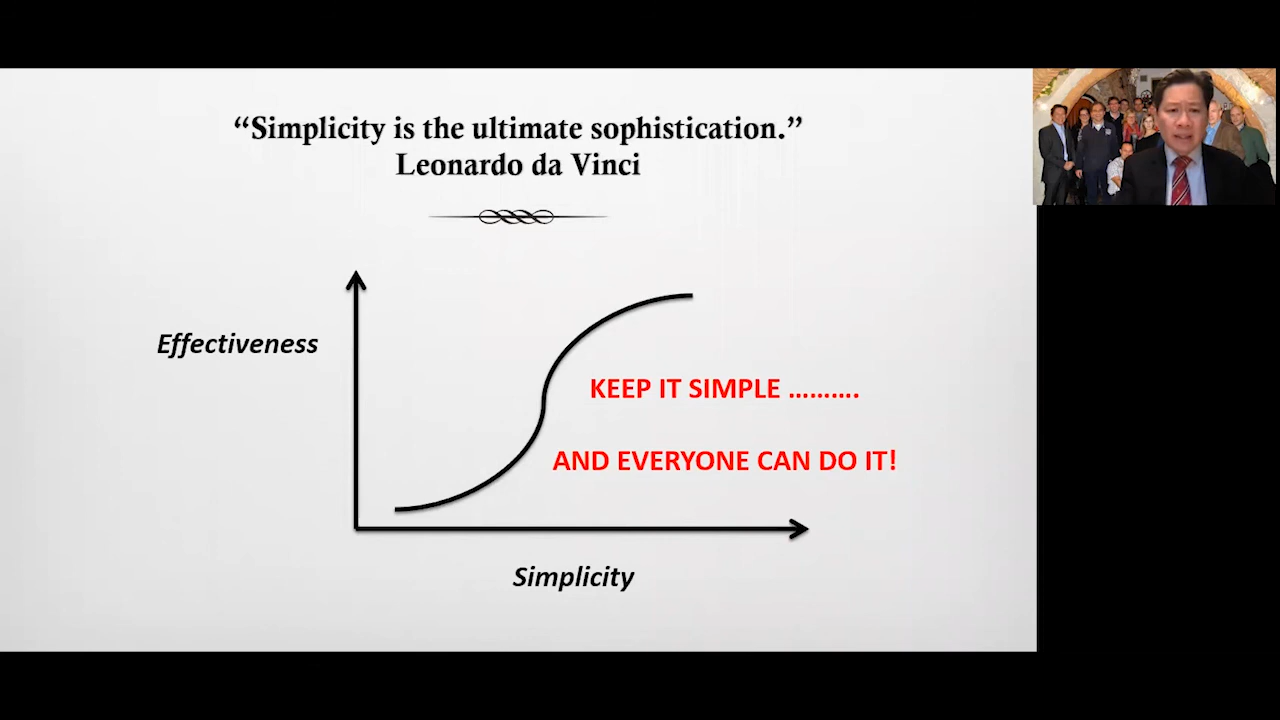 “Simplicity is the ultimate sophistication.”
Leonardo da Vinci
Effectiveness
KEEP IT SIMPLE ……….
AND EVERYONE CAN DO IT!
Simplicity